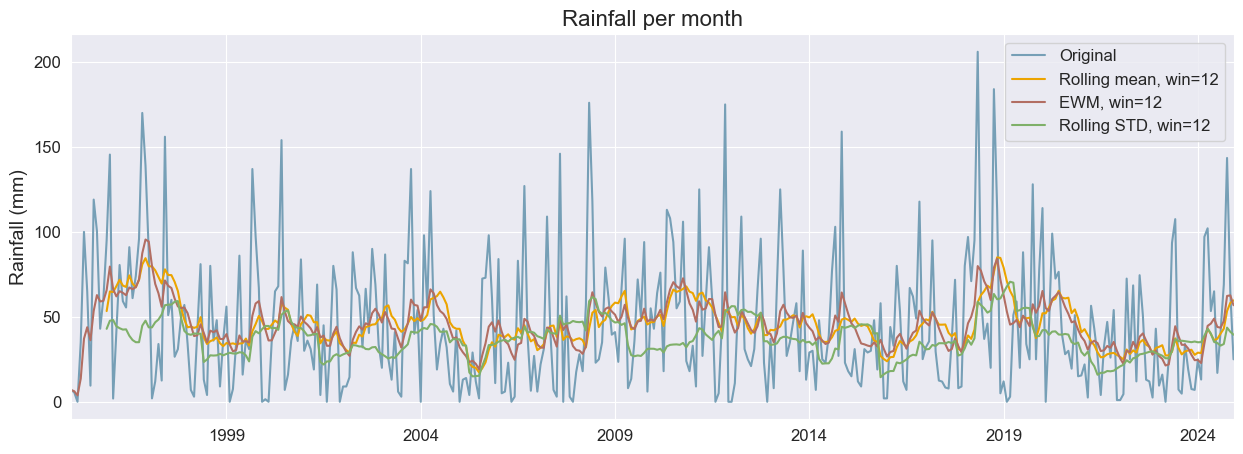 Rainfall per month
Rainfall (mm)
200
150
100
50
0
1999
2004
2009
2014
2019
2024
Original
Rolling mean, win=12
EWM, win=12
Rolling STD, win=12